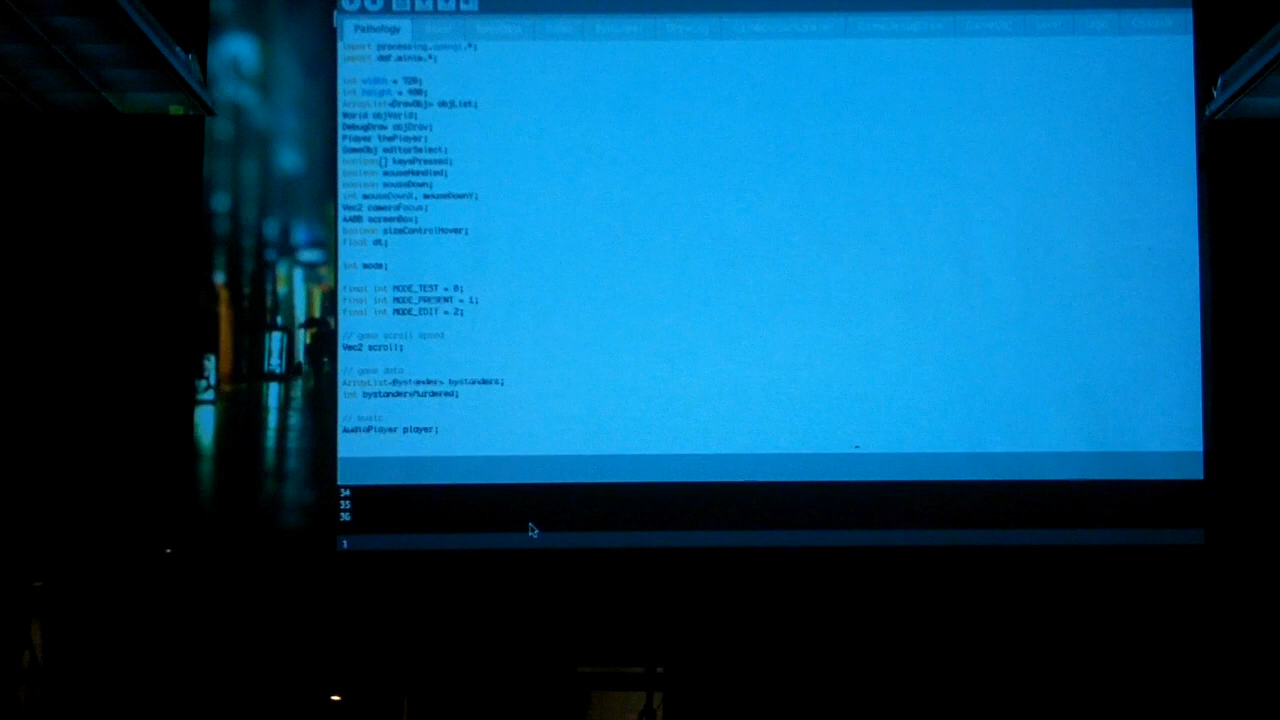 Pathology
import processing.opengl.*;
import ddf.minim.*;
int width = 720;
int height = 480;
ArrayList<DrawObj> objList;
World objWorld;
DebugDraw objDraw;
Player thePlayer;
GameObj editorSelect;
boolean[] keysPressed;
boolean mouseHandled;
boolean mouseDown;
int mouseDownX, mouseDownY;
Vec2 cameraFocus;
AABB screenBox;
boolean sizeControlHover;
float dt;
int mode;
final int MODE_TEST = 0;
final int MODE_PRESENT = 1;
final int MODE_EDIT = 2;
// game scroll speed
Vec2 scroll;
// game data
ArrayList<Bystander> bystanders;
int bystandersMurdered;
// music
AudioPlayer player;
34
35
36
1